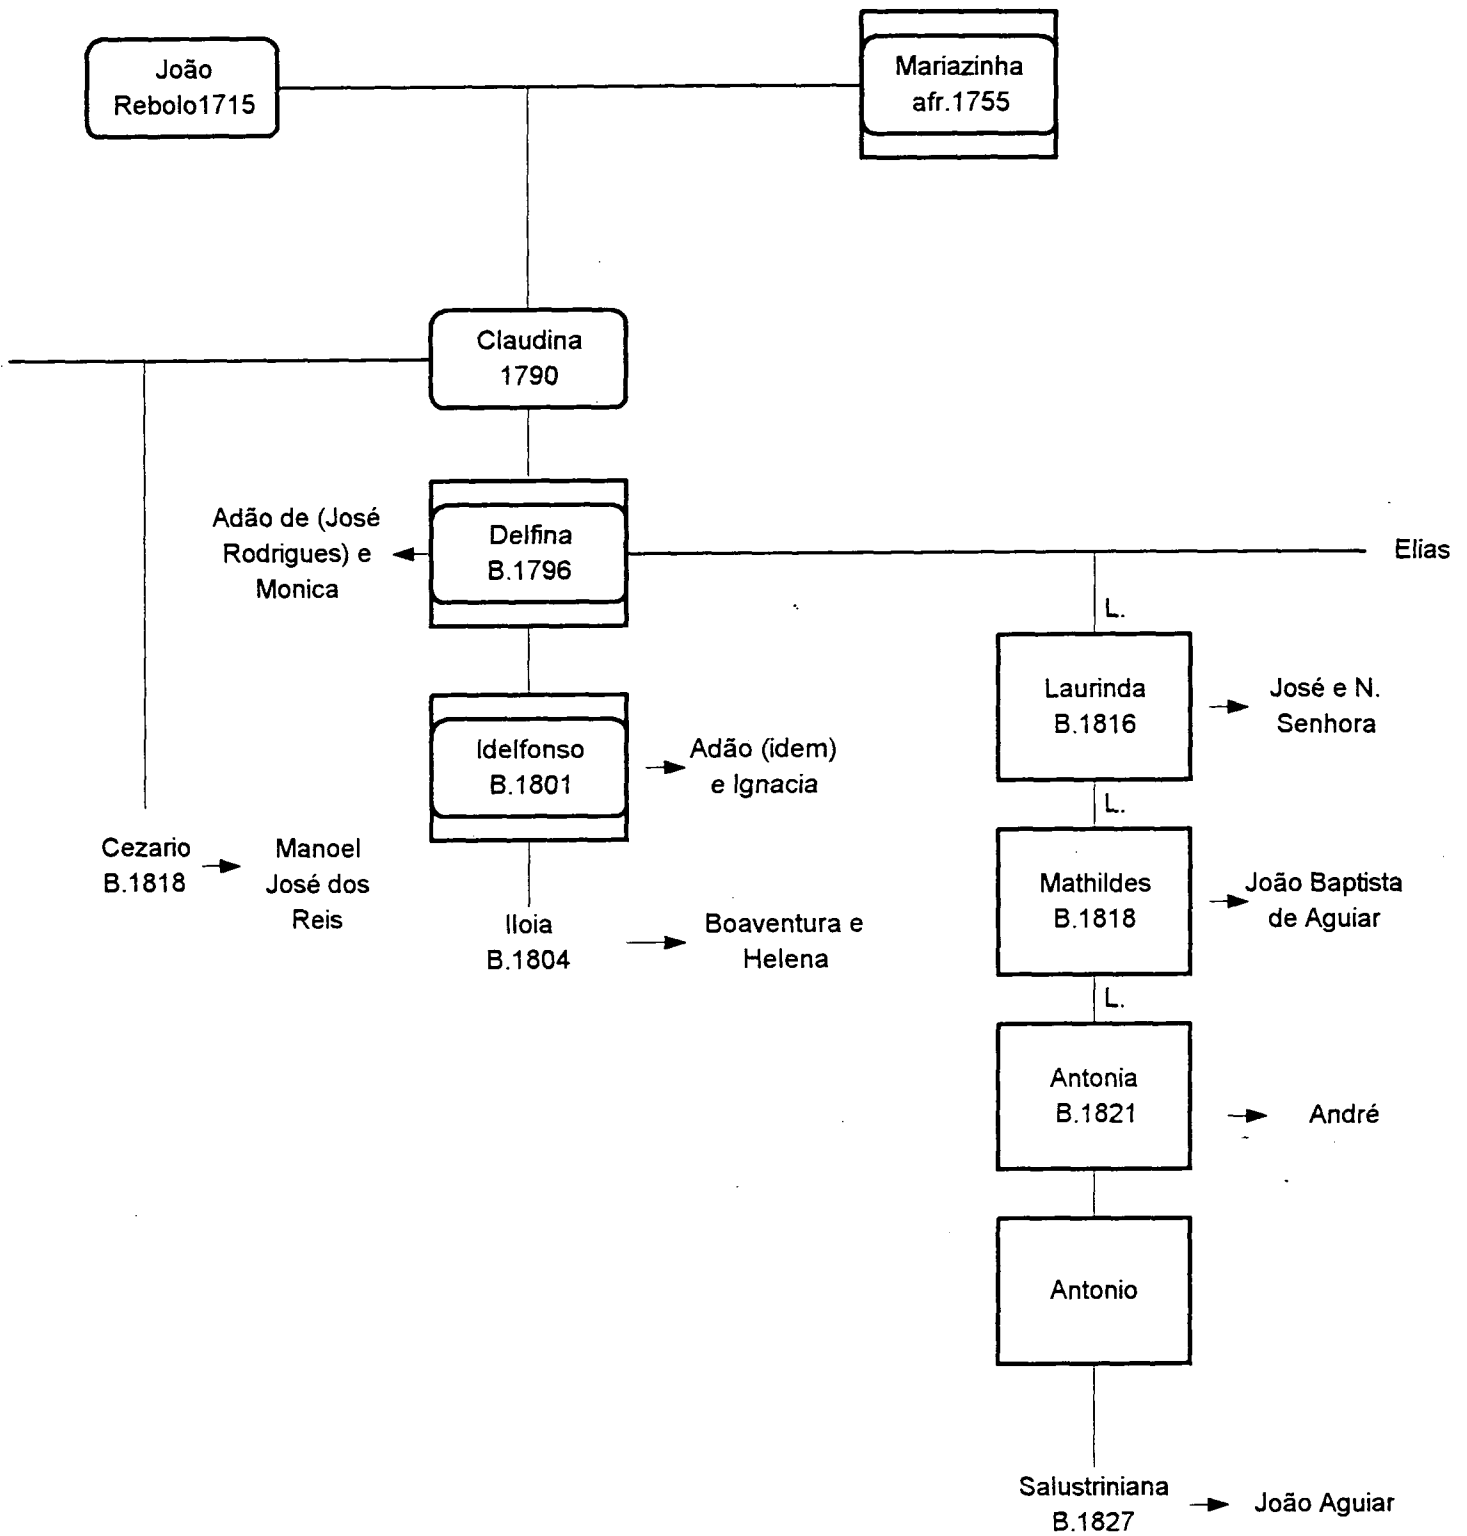 João
Rebolo1715
Mariazinha
afr.1755
Claudina
1790
Adão de (José
Rodrigues) e
Monica
Delfina
B.1796
Elias
L.
Laurinda
B.1816
José e N.
Senhora
Idelfonso
B.1801
Adão (idem)
e Ignacia
L.
Cezario
B.1818
Manoel
José dos
Reis
Mathildes
B.1818
João Baptista
de Aguiar
Iloia
B.1804
Boaventura e
Helena
L.
Antonia
B.1821
André
Antonio
Salustriniana
B.1827
João Aguiar